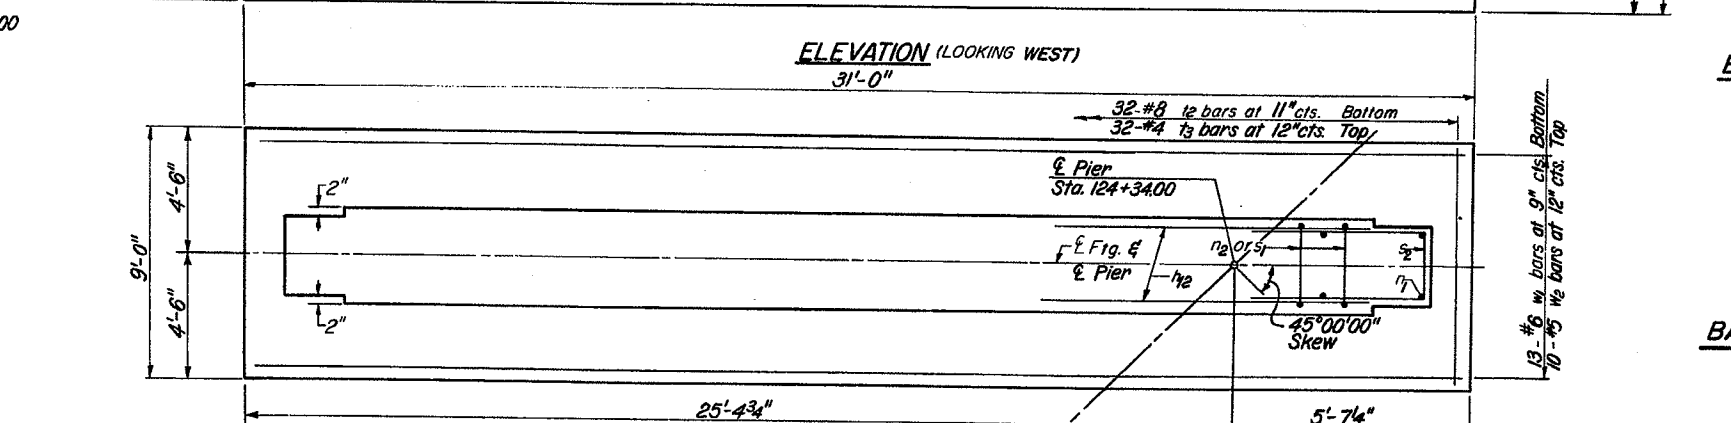 00
ELEVATION (LOOKING WEST)
31'-0"
32-#8 t2 bars at 11" cts. Bottom
32-#4 t3 bars at 12" cts. Top
℄ Pier
Sta. 124+34.00
2"
4'-6"
9'-0"
4'-6"
2"
℄ Ftg. &
℄ Pier
h12
n2 or s1
s2
n1
45°00'00"
Skew
13-#6 w1 bars at 9" cts. Bottom
10-#5 w2 bars at 12" cts. Top
25'-4¾"
5'-7¼"
BA